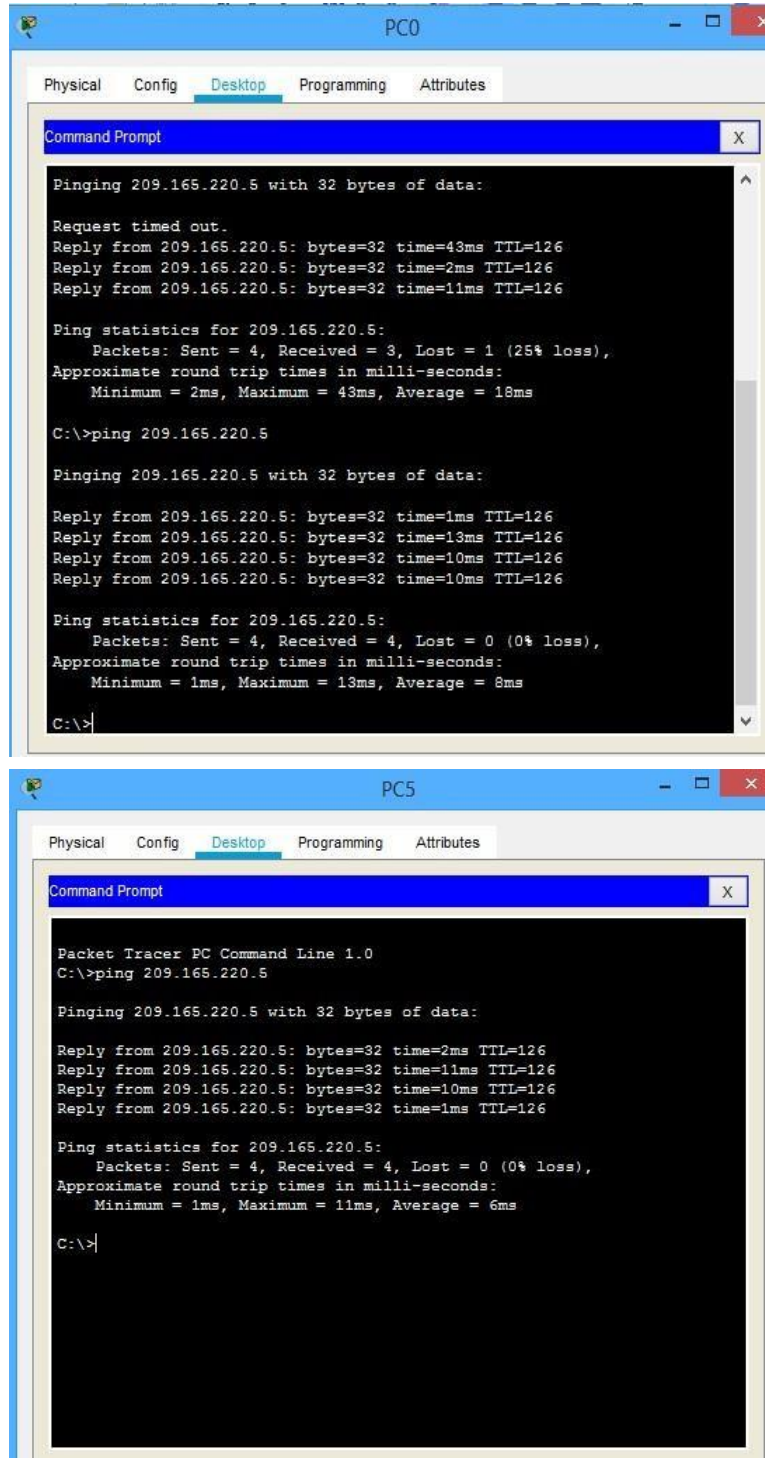 PC0
Physical Config Desktop Programming Attributes
Command Prompt
X
Pinging 209.165.220.5 with 32 bytes of data:
Request timed out.
Reply from 209.165.220.5: bytes=32 time=43ms TTL=126
Reply from 209.165.220.5: bytes=32 time=2ms TTL=126
Reply from 209.165.220.5: bytes=32 time=11ms TTL=126
Ping statistics for 209.165.220.5:
Packets: Sent = 4, Received = 3, Lost = 1 (25% loss),
Approximate round trip times in milli-seconds:
Minimum = 2ms, Maximum = 43ms, Average = 18ms
C:\>ping 209.165.220.5
Pinging 209.165.220.5 with 32 bytes of data:
Reply from 209.165.220.5: bytes=32 time=1ms TTL=126
Reply from 209.165.220.5: bytes=32 time=13ms TTL=126
Reply from 209.165.220.5: bytes=32 time=10ms TTL=126
Reply from 209.165.220.5: bytes=32 time=10ms TTL=126
Ping statistics for 209.165.220.5:
Packets: Sent = 4, Received = 4, Lost = 0 (0% loss),
Approximate round trip times in milli-seconds:
Minimum = 1ms, Maximum = 13ms, Average = 8ms
C:\>
PC5
Physical Config Desktop Programming Attributes
Command Prompt
X
Packet Tracer PC Command Line 1.0
C:\>ping 209.165.220.5
Pinging 209.165.220.5 with 32 bytes of data:
Reply from 209.165.220.5: bytes=32 time=2ms TTL=126
Reply from 209.165.220.5: bytes=32 time=11ms TTL=126
Reply from 209.165.220.5: bytes=32 time=10ms TTL=126
Reply from 209.165.220.5: bytes=32 time=1ms TTL=126
Ping statistics for 209.165.220.5:
Packets: Sent = 4, Received = 4, Lost = 0 (0% loss),
Approximate round trip times in milli-seconds:
Minimum = 1ms, Maximum = 11ms, Average = 6ms
C:\>